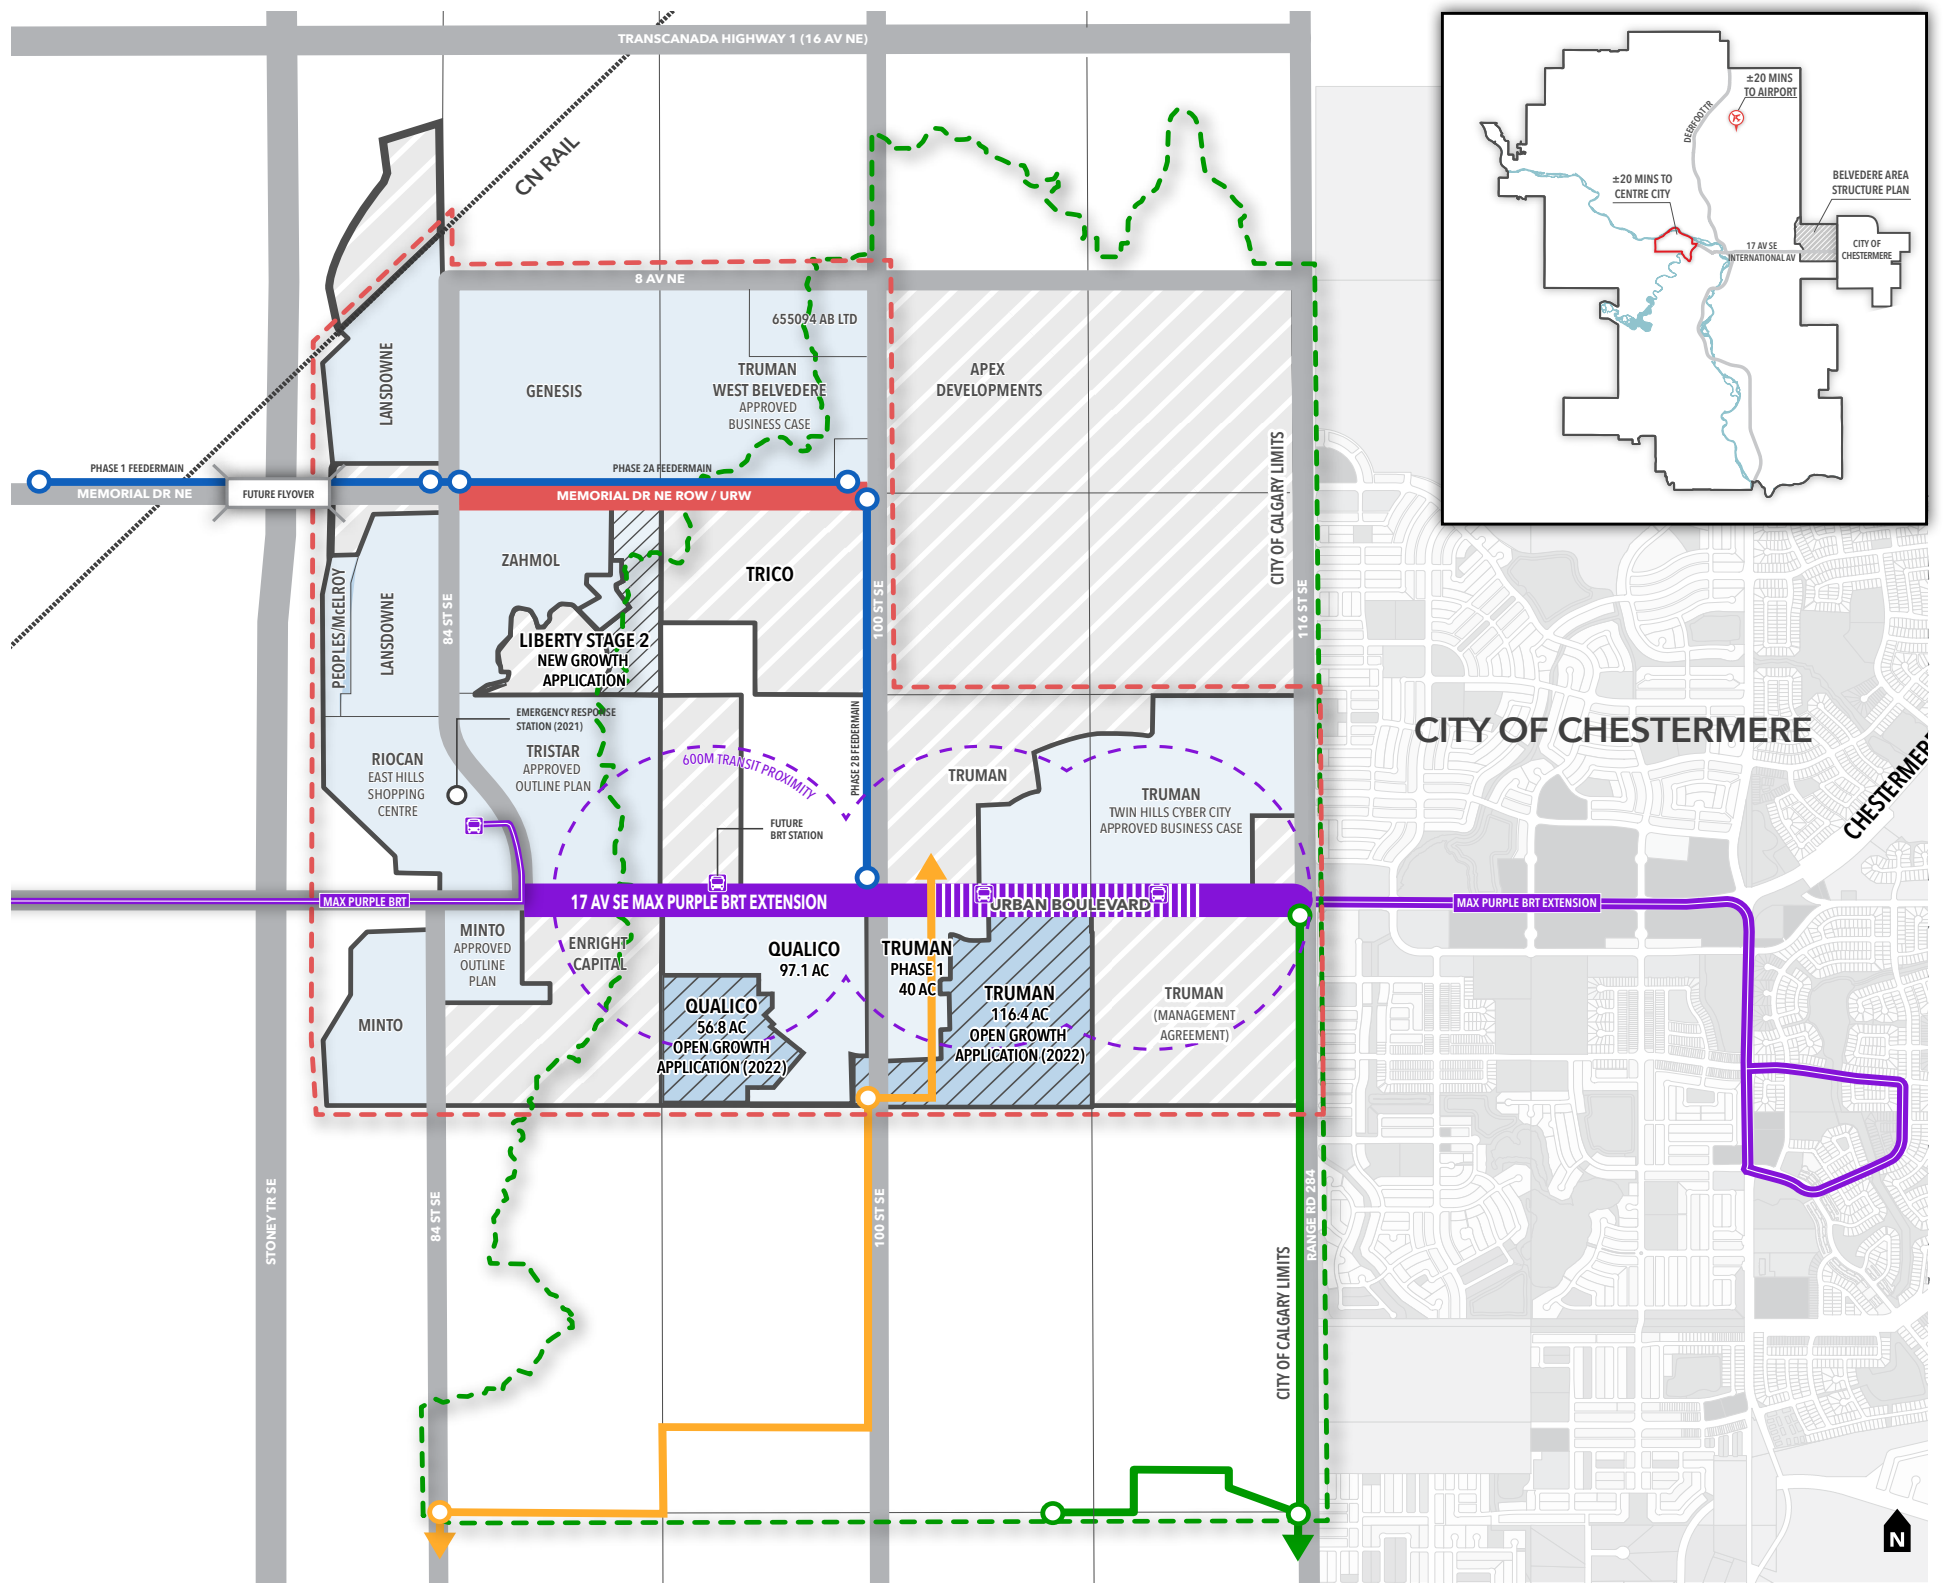 TRANSCANADA HIGHWAY 1 (16 AV NE)
CN RAIL
8 AV NE
655094 AB LTD
LANSDOWNE
GENESIS
TRUMAN
WEST BELVEDERE
APPROVED
BUSINESS CASE
APEX
DEVELOPMENTS
PHASE 1 FEEDERMAIN
PHASE 2A FEEDERMAIN
MEMORIAL DR NE
FUTURE FLYOVER
MEMORIAL DR NE ROW / URW
CITY OF CALGARY LIMITS
ZAHMOL
TRICO
PEOPLES/McELROY
LANSDOWNE
84 ST SE
100 ST SE
116 ST SE
LIBERTY STAGE 2
NEW GROWTH
APPLICATION
EMERGENCY RESPONSE
STATION (2021)
RIOCAN
EAST HILLS
SHOPPING
CENTRE
TRISTAR
APPROVED
OUTLINE PLAN
600M TRANSIT PROXIMITY
PHASE 2B FEEDERMAIN
TRUMAN
TRUMAN
TWIN HILLS CYBER CITY
APPROVED BUSINESS CASE
FUTURE
BRT STATION
CITY OF CHESTERMERE
MAX PURPLE BRT
17 AV SE MAX PURPLE BRT EXTENSION
URBAN BOULEVARD
MAX PURPLE BRT EXTENSION
MINTO
APPROVED
OUTLINE
PLAN
ENRIGHT
CAPITAL
QUALICO
97.1 AC
TRUMAN
PHASE 1
40 AC
MINTO
QUALICO
56.8 AC
OPEN GROWTH
APPLICATION (2022)
TRUMAN
116.4 AC
OPEN GROWTH
APPLICATION (2022)
TRUMAN
(MANAGEMENT
AGREEMENT)
STONEY TR SE
84 ST SE
100 ST SE
RANGE RD 284
CITY OF CALGARY LIMITS
±20 MINS
TO AIRPORT
DEERFOOT TR
±20 MINS TO
CENTRE CITY
BELVEDERE AREA
STRUCTURE PLAN
17 AV SE
INTERNATIONAL AV
CITY OF
CHESTERMERE
N